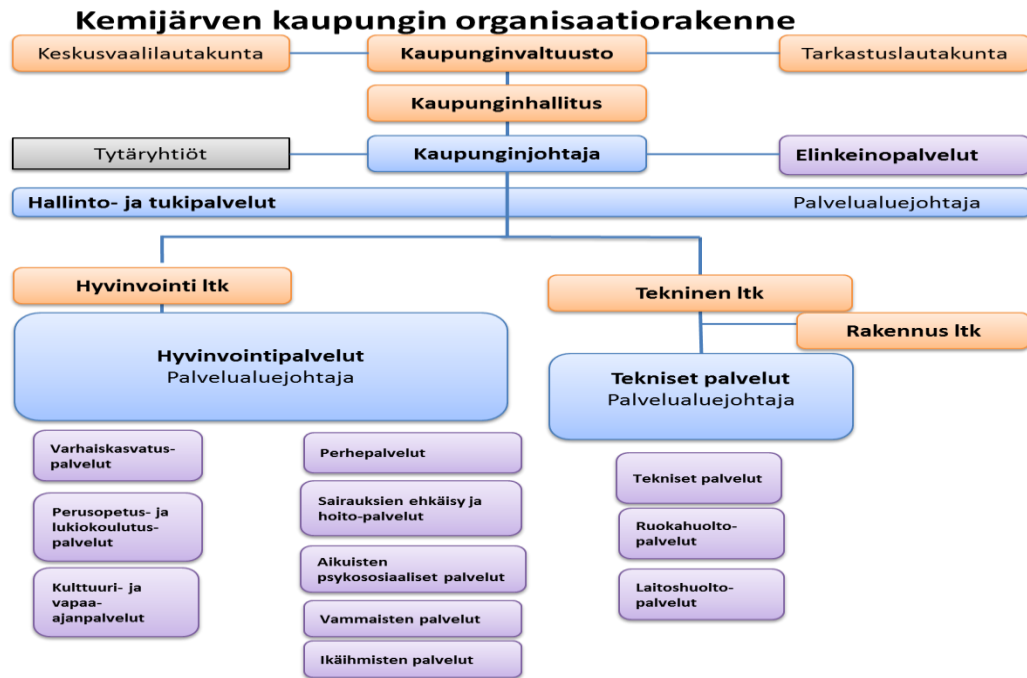 Kemijärven kaupungin organisaatiorakenne
Keskusvaalilautakunta
Kaupunginvaltuusto
Tarkastuslautakunta
Kaupunginhallitus
Tytäryhtiöt
Kaupunginjohtaja
Elinkeinopalvelut
Hallinto- ja tukipalvelut
Palvelualuejohtaja
Hyvinvointi ltk
Tekninen ltk
Rakennus ltk
Hyvinvointipalvelut
Palvelualuejohtaja
Tekniset palvelut
Palvelualuejohtaja
Varhaiskasvatus-
palvelut
Perusopetus- ja
lukiokoulutus-
palvelut
Kulttuuri- ja
vapaa-
ajanpalvelut
Perhepalvelut
Sairauksien ehkäisy ja
hoito-palvelut
Aikuisten
psykososiaaliset palvelut
Vammaisten palvelut
Ikäihmisten palvelut
Tekniset palvelut
Ruokahuolto-
palvelut
Laitoshuolto-
palvelut